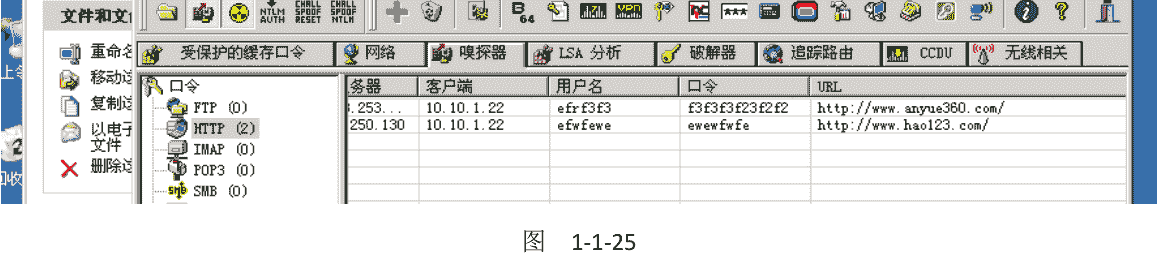 文件和文
重命名
移动这
复制这
以电子
文件
删除这
上
回收
NTLM AUTH
CHALL SPOOF RESET
CHALL SPOOF NTLM
B 64
受保护的缓存口令 网络 嗅探器 LSA 分析 破解器 追踪路由 CCDU 无线相关
口令
FTP (0)
HTTP (2)
IMAP (0)
POP3 (0)
SMB (0)
务器 客户端 用户名 口令 URL
.253... 10.10.1.22 efrf3f3 f3f3f3f23f2f2 http://www.anyue360.com/
250.130 10.10.1.22 efwfewe ewewfwfe http://www.hao123.com/
图 1-1-25